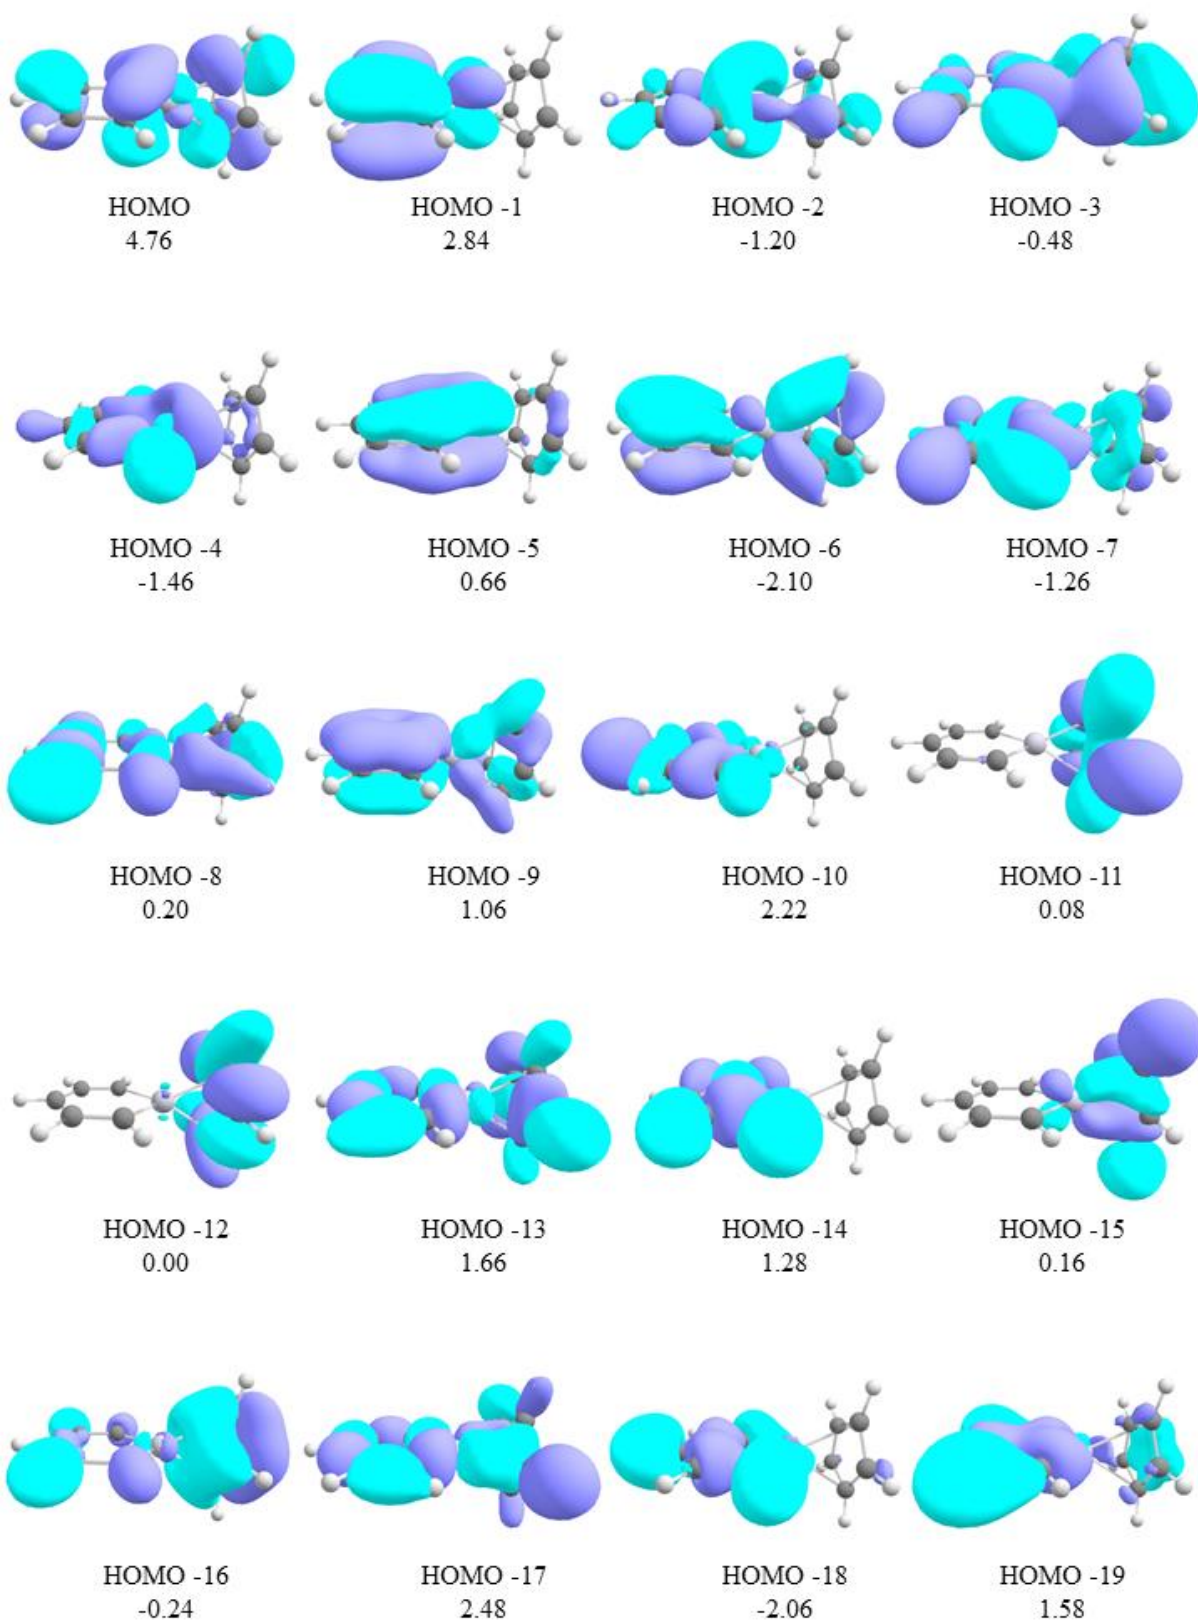 HOMO
4.76
HOMO -1
2.84
HOMO -2
-1.20
HOMO -3
-0.48
HOMO -4
-1.46
HOMO -5
0.66
HOMO -6
-2.10
HOMO -7
-1.26
HOMO -8
0.20
HOMO -9
1.06
HOMO -10
2.22
HOMO -11
0.08
HOMO -12
0.00
HOMO -13
1.66
HOMO -14
1.28
HOMO -15
0.16
HOMO -16
-0.24
HOMO -17
2.48
HOMO -18
-2.06
HOMO -19
1.58